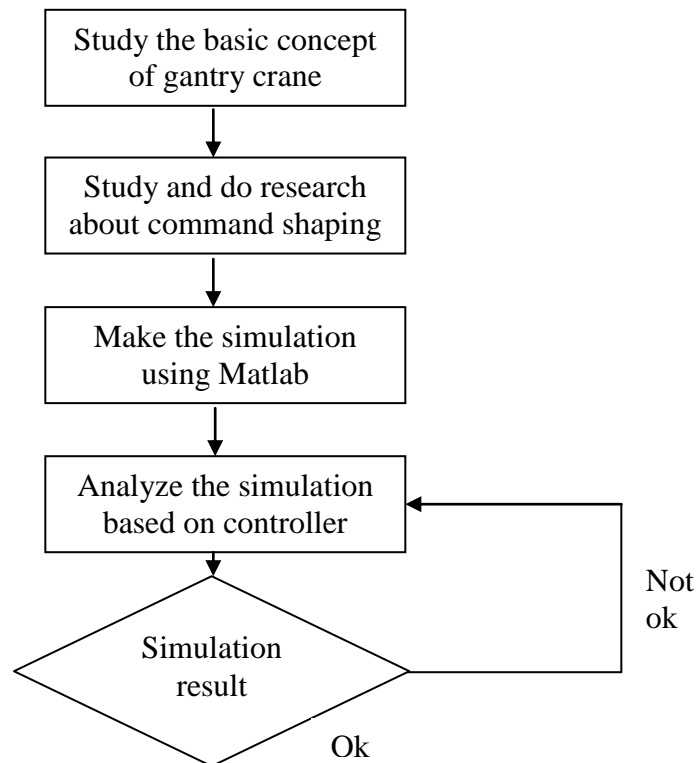 Study the basic concept
of gantry crane
Study and do research
about command shaping
Make the simulation
using Matlab
Analyze the simulation
based on controller
Simulation
result
Not
ok
Ok